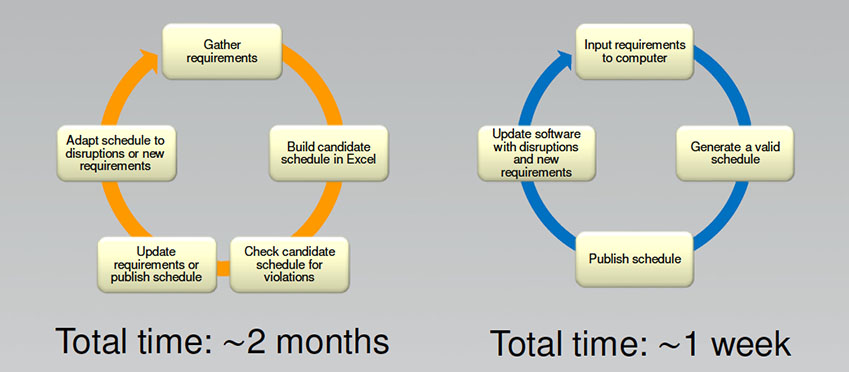 Gather
requirements
Build candidate
schedule in Excel
Check candidate
schedule for
violations
Update
requirements or
publish schedule
Adapt schedule to
disruptions or new
requirements
Total time: ~2 months
Input requirements
to computer
Generate a valid
schedule
Publish schedule
Update software
with disruptions
and new
requirements
Total time: ~1 week